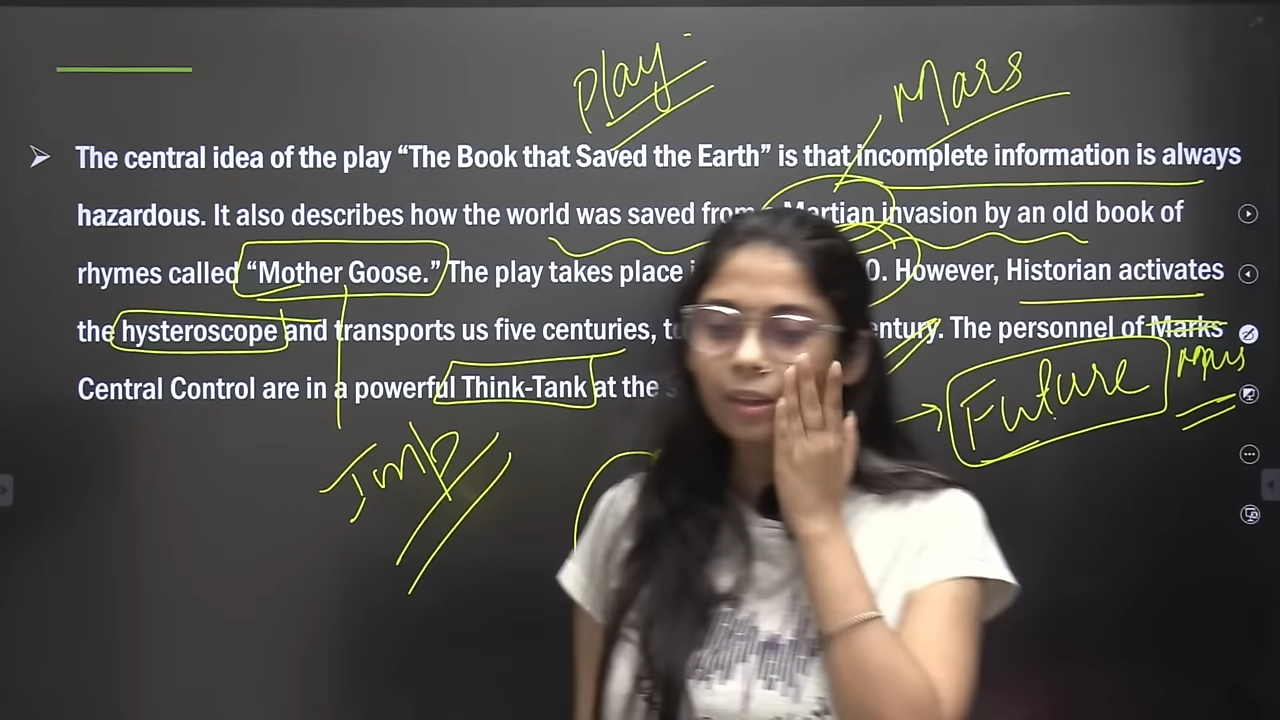 Play
Mars
The central idea of the play “The Book that Saved the Earth” is that incomplete information is always
hazardous. It also describes how the world was saved from Martian invasion by an old book of
rhymes called “Mother Goose.” The play takes place 0. However, Historian activates
the hysteroscope and transports us five centuries, ntury. The personnel of Marks
Mars
Central Control are in a powerful Think-Tank at the
Future
Imp